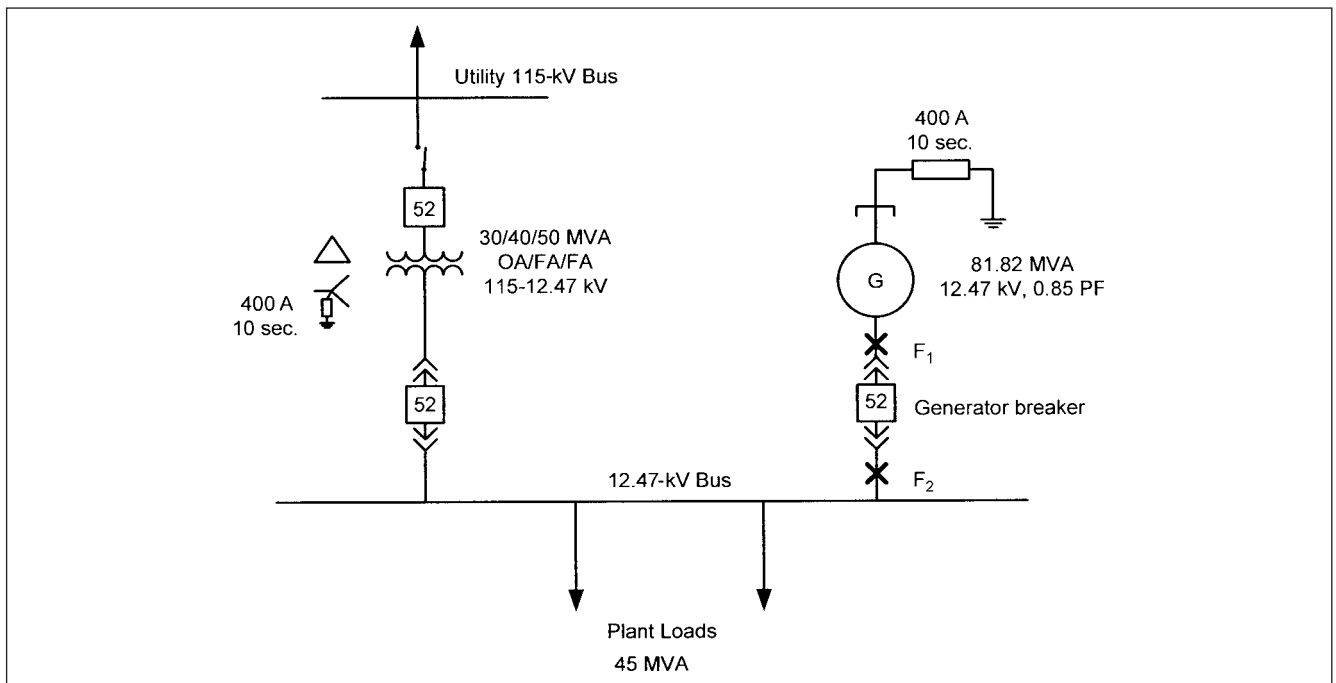 Utility 115-kV Bus
52
30/40/50 MVA
OA/FA/FA
115-12.47 kV
400 A
10 sec.
52
400 A
10 sec.
G
81.82 MVA
12.47 kV, 0.85 PF
F1
52
Generator breaker
F2
12.47-kV Bus
Plant Loads
45 MVA